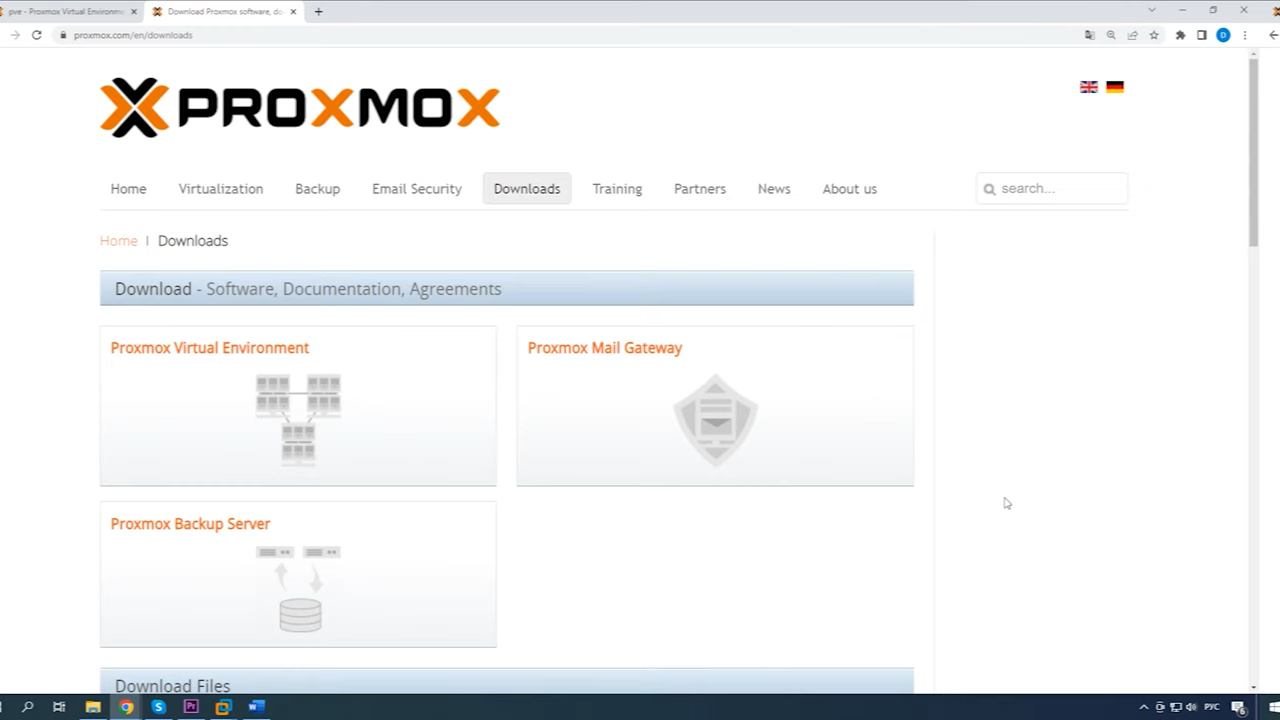 pve - Proxmox Virtual Environme
Download Proxmox software, do
proxmox.com/en/downloads
D
PROXMOX
Home Virtualization Backup Email Security Downloads Training Partners News About us search...
Home | Downloads
Download - Software, Documentation, Agreements
Proxmox Virtual Environment
Proxmox Mail Gateway
Proxmox Backup Server
Download Files
Pr
W
РУС
6